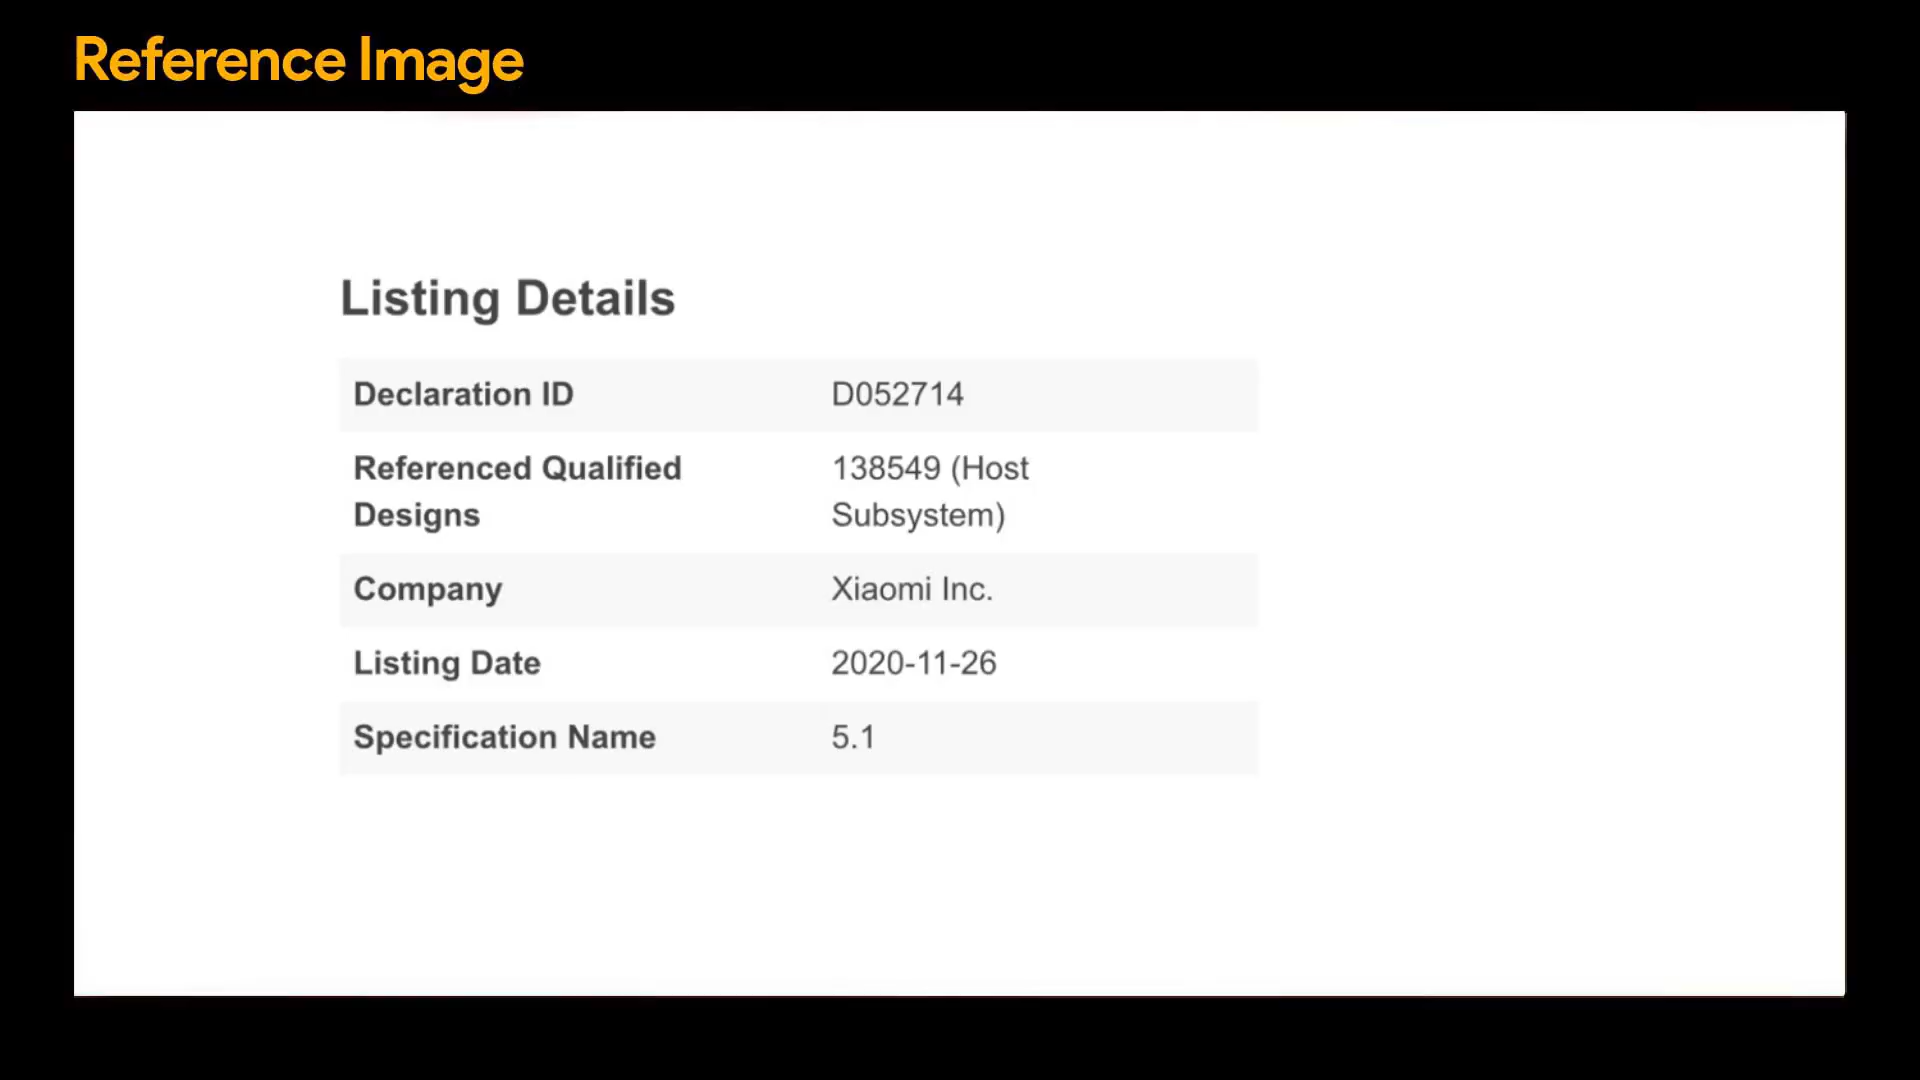 Reference Image
Listing Details
Declaration ID D052714
Referenced Qualified 138549 (Host
Designs Subsystem)
Company Xiaomi Inc.
Listing Date 2020-11-26
Specification Name 5.1